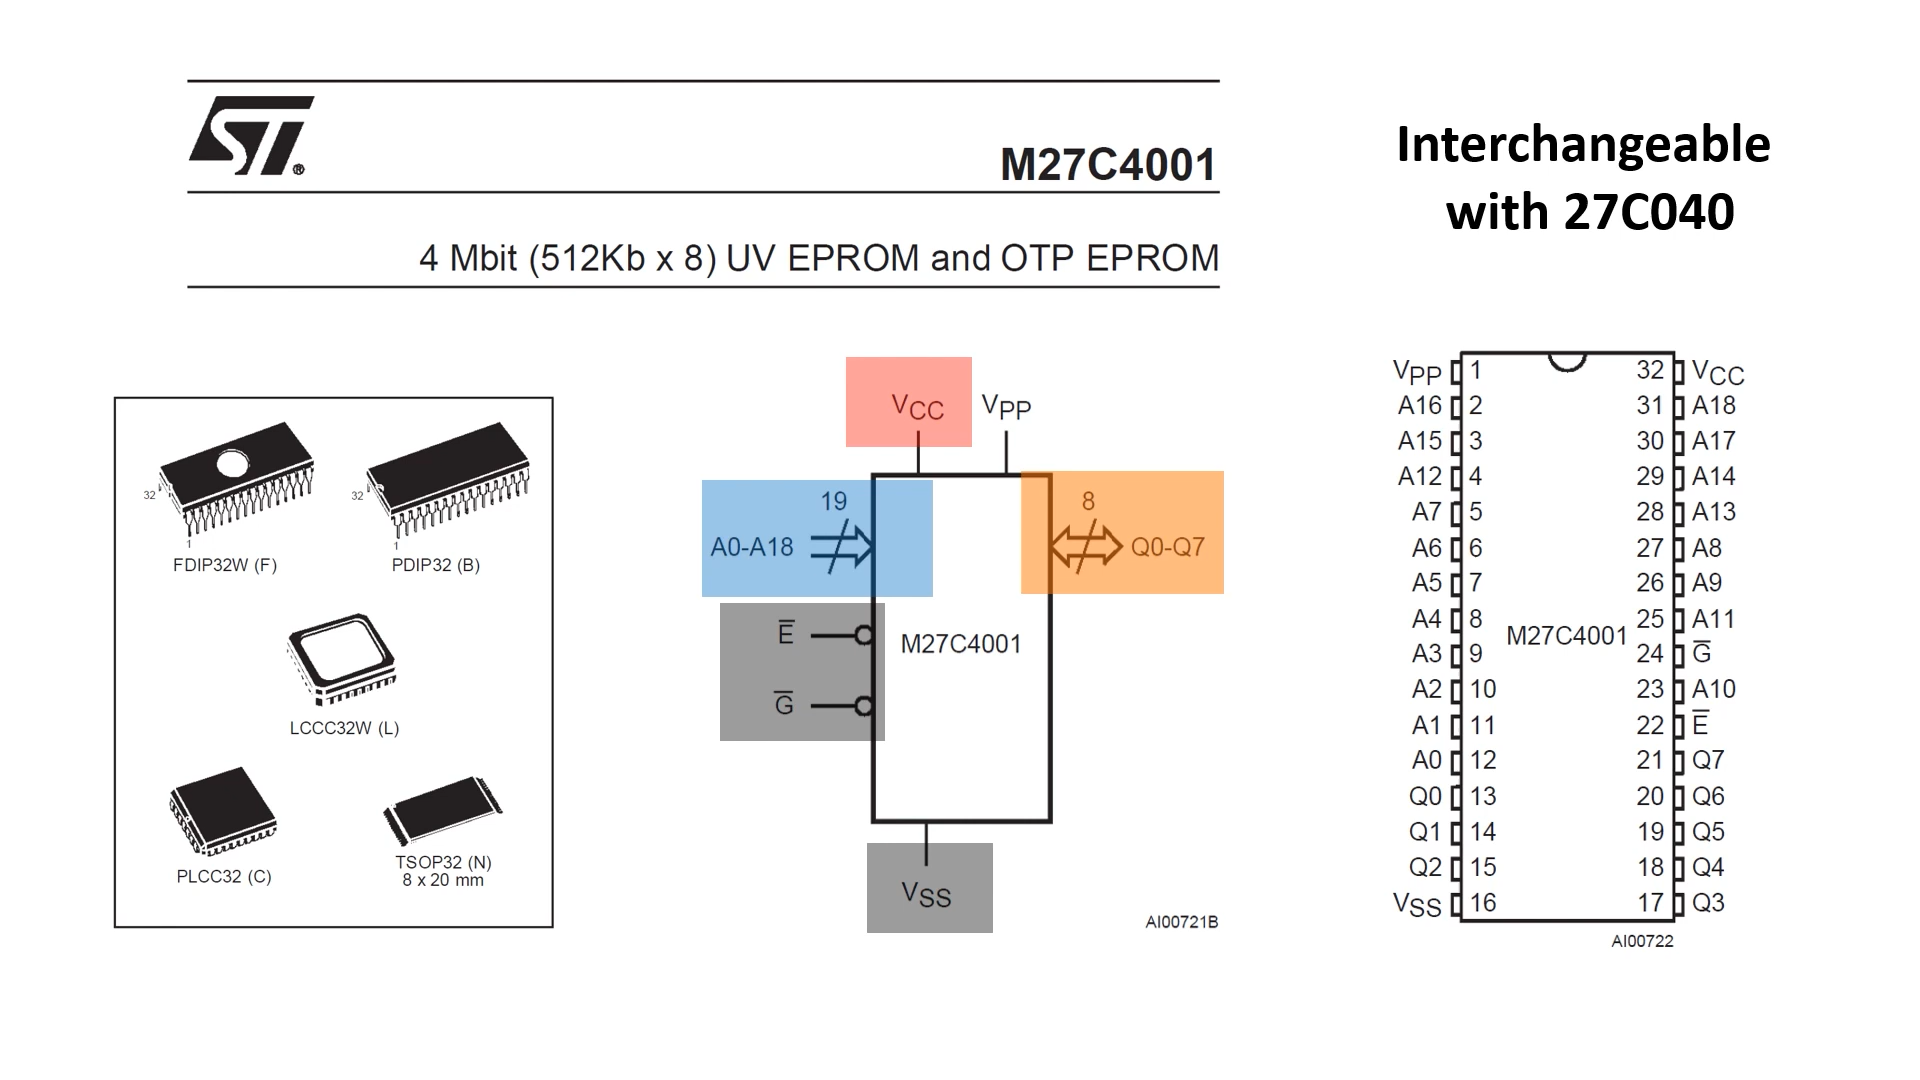 ST®
M27C4001
4 Mbit (512Kb x 8) UV EPROM and OTP EPROM
Interchangeable
with 27C040
32
1
FDIP32W (F)
32
1
PDIP32 (B)
LCCC32W (L)
PLCC32 (C)
TSOP32 (N)
8 x 20 mm
VCC VPP
19
A0-A18
8
Q0-Q7
E̅
G̅
M27C4001
VSS
AI00721B
VPP 1 32 VCC
A16 2 31 A18
A15 3 30 A17
A12 4 29 A14
A7 5 28 A13
A6 6 27 A8
A5 7 26 A9
A4 8 25 A11
M27C4001
A3 9 24 G̅
A2 10 23 A10
A1 11 22 E̅
A0 12 21 Q7
Q0 13 20 Q6
Q1 14 19 Q5
Q2 15 18 Q4
VSS 16 17 Q3
AI00722